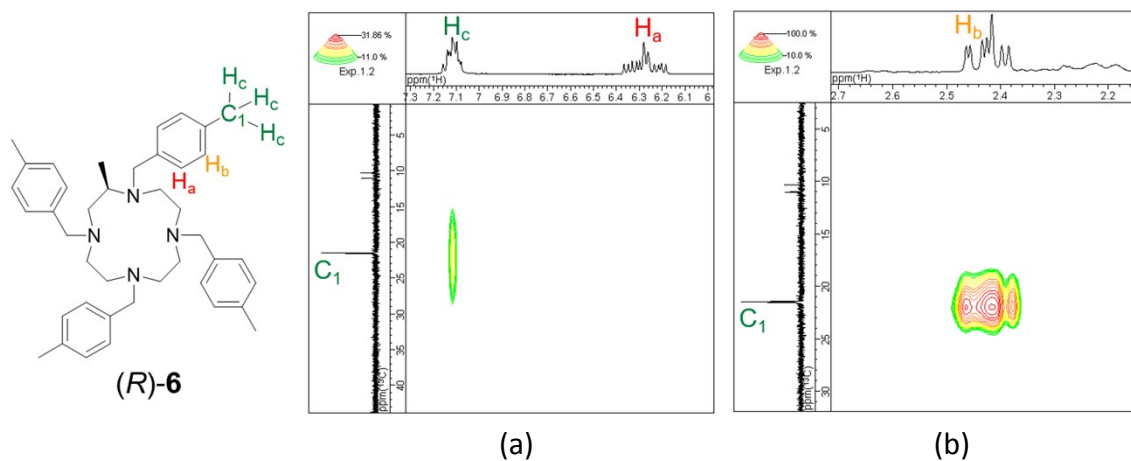 Hc
Hc
C1
Hc
Hb
Ha
N
N
N
N
(R)-6
31.86 %
11.0 %
Exp.1.2
Hc
Ha
ppm(¹H)
7.3 7.2 7.1 7 6.9 6.8 6.7 6.6 6.5 6.4 6.3 6.2 6.1 6
5
10
15
20
25
30
35
40
C1
ppm(¹³C)
(a)
100.0 %
10.0 %
Exp.1.2
Hb
ppm(¹H)
2.7 2.6 2.5 2.4 2.3 2.2
5
10
15
20
25
30
C1
ppm(¹³C)
(b)